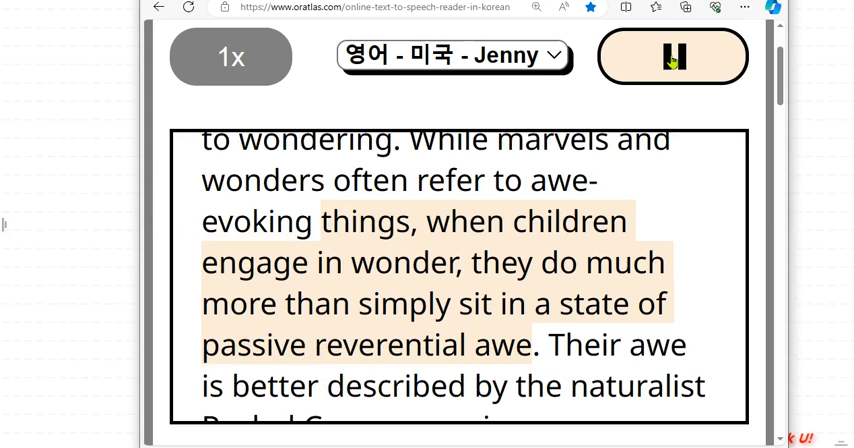 https://www.oratlas.com/online-text-to-speech-reader-in-korean
1x
영어 - 미국 - Jenny
to wondering. While marvels and
wonders often refer to awe-
evoking things, when children
engage in wonder, they do much
more than simply sit in a state of
passive reverential awe. Their awe
is better described by the naturalist
k U!